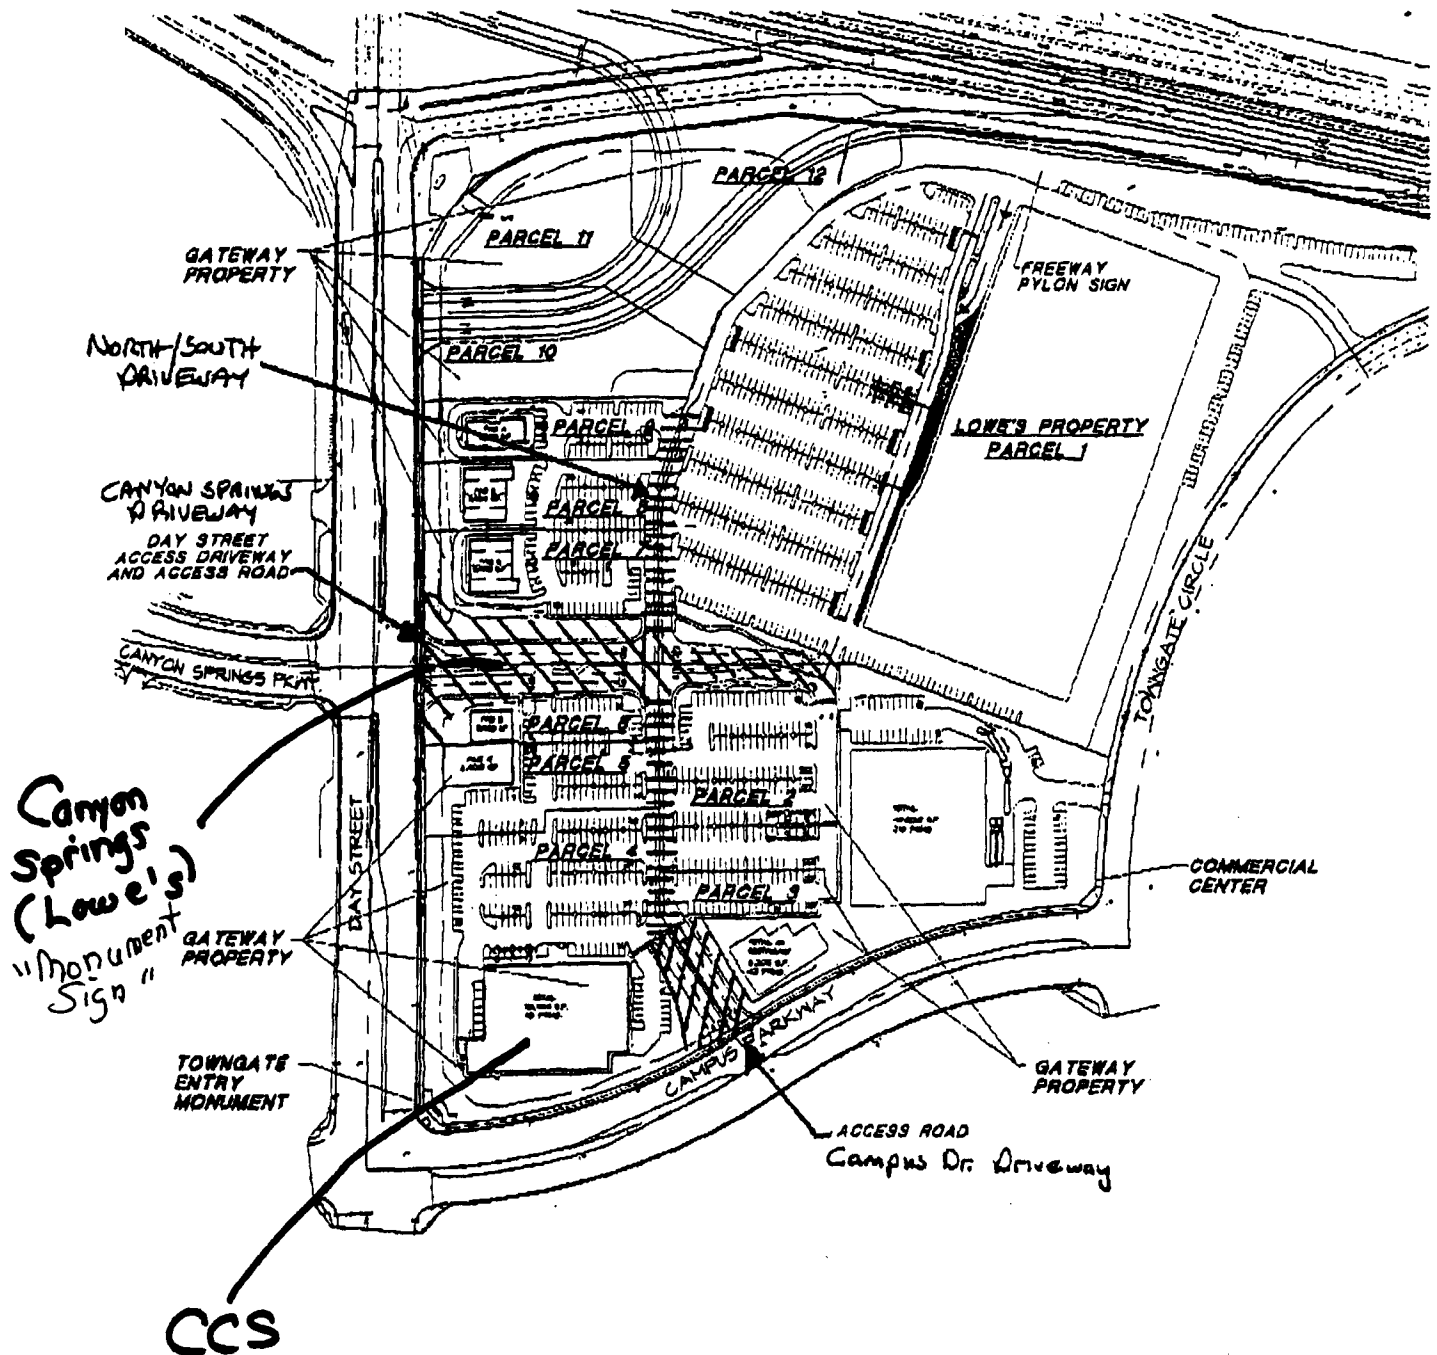 PARCEL 12
PARCEL 11
GATEWAY
PROPERTY
FREEWAY
PYLON SIGN
NORTH/SOUTH
DRIVEWAY
PARCEL 10
PARCEL 9
LOWE'S PROPERTY
PARCEL 1
CANYON SPRINGS
DRIVEWAY
PARCEL 8
DAY STREET
ACCESS DRIVEWAY
AND ACCESS ROAD
PARCEL 7
TOWNGATE CIRCLE
CANYON SPRINGS PKWY
PARCEL 6
PARCEL 5
PARCEL 2
Canyon
Springs
(Lowe's)
"Monument
Sign"
DAY STREET
PARCEL 4
PARCEL 3
COMMERCIAL
CENTER
GATEWAY
PROPERTY
RETAIL
CAMPUS PARKWAY
TOWNGATE
ENTRY
MONUMENT
GATEWAY
PROPERTY
ACCESS ROAD
Campus Dr. Driveway
CCS